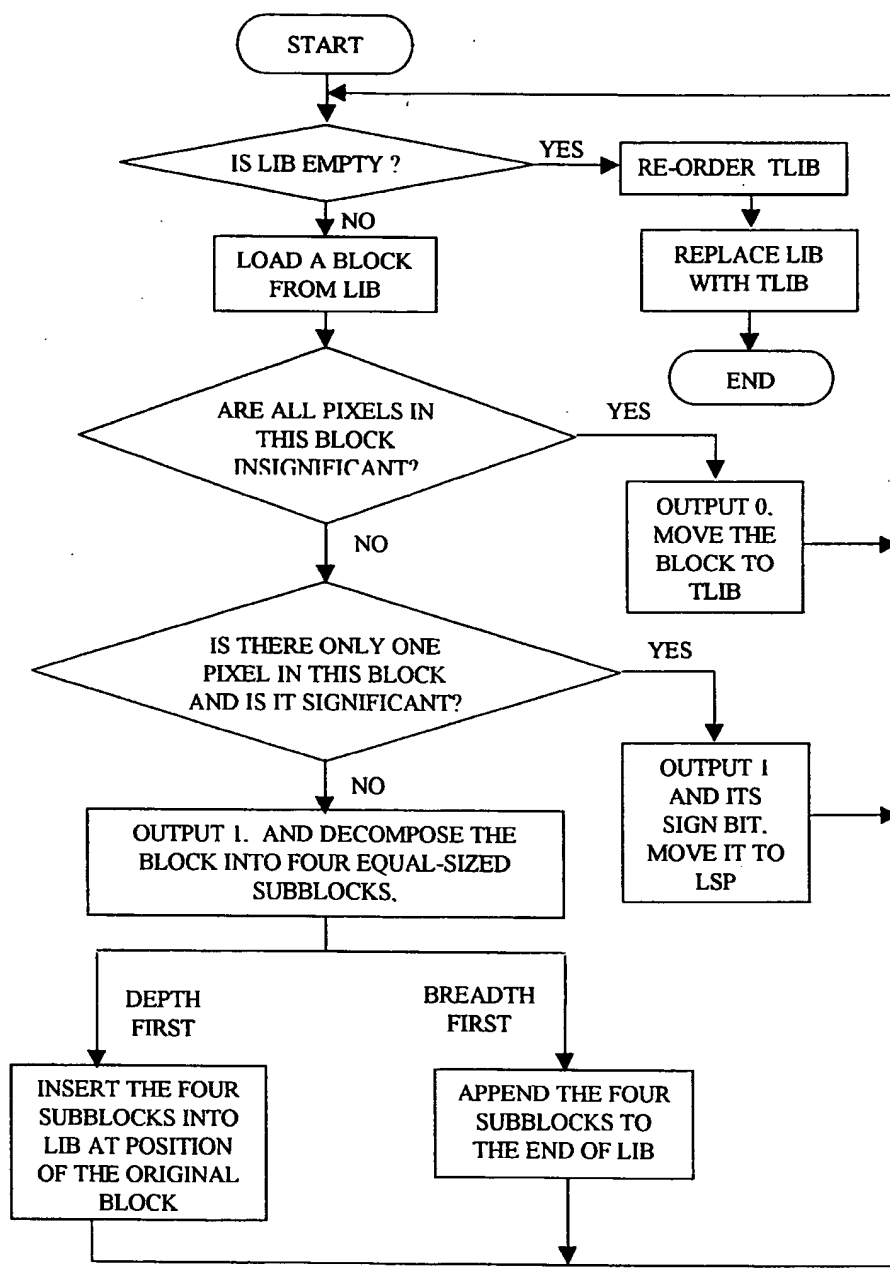 START
IS LIB EMPTY ?
YES
RE-ORDER TLIB
NO
LOAD A BLOCK
FROM LIB
REPLACE LIB
WITH TLIB
END
ARE ALL PIXELS IN
THIS BLOCK
INSIGNIFICANT?
YES
OUTPUT 0.
MOVE THE
BLOCK TO
TLIB
NO
IS THERE ONLY ONE
PIXEL IN THIS BLOCK
AND IS IT SIGNIFICANT?
YES
OUTPUT 1
AND ITS
SIGN BIT.
MOVE IT TO
LSP
NO
OUTPUT 1. AND DECOMPOSE THE
BLOCK INTO FOUR EQUAL-SIZED
SUBBLOCKS.
DEPTH
FIRST
BREADTH
FIRST
INSERT THE FOUR
SUBBLOCKS INTO
LIB AT POSITION
OF THE ORIGINAL
BLOCK
APPEND THE FOUR
SUBBLOCKS TO
THE END OF LIB